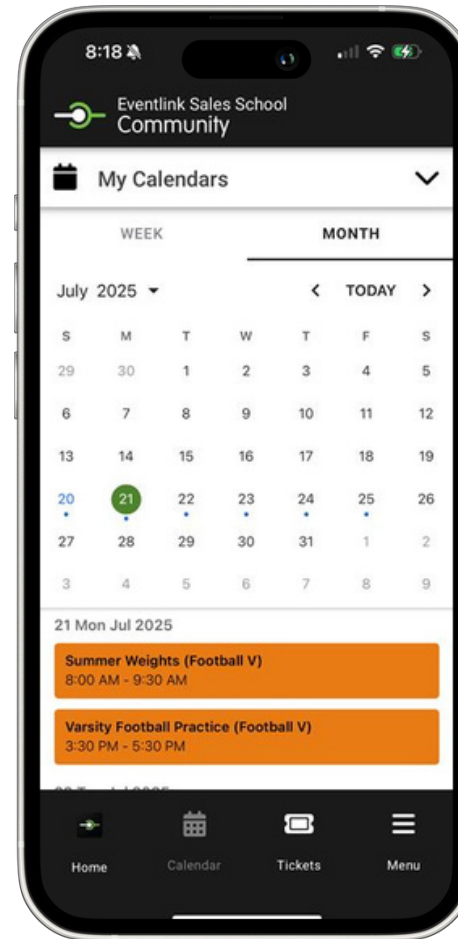 8:18
Eventlink Sales School
Community
My Calendars
WEEK MONTH
July 2025 TODAY
S M T W T F S
29 30 1 2 3 4 5
6 7 8 9 10 11 12
13 14 15 16 17 18 19
20 21 22 23 24 25 26
27 28 29 30 31 1 2
3 4 5 6 7 8 9
21 Mon Jul 2025
Summer Weights (Football V)
8:00 AM - 9:30 AM
Varsity Football Practice (Football V)
3:30 PM - 5:30 PM
Home Calendar Tickets Menu